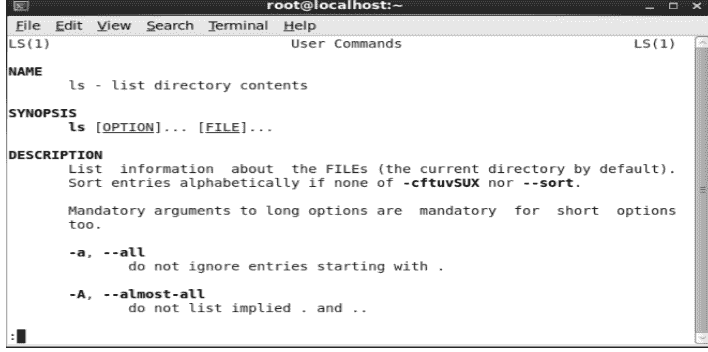 root@localhost:~
File Edit View Search Terminal Help
LS(1) User Commands LS(1)
NAME
ls - list directory contents
SYNOPSIS
ls [OPTION]... [FILE]...
DESCRIPTION
List information about the FILEs (the current directory by default).
Sort entries alphabetically if none of -cftuvSUX nor --sort.
Mandatory arguments to long options are mandatory for short options
too.
-a, --all
do not ignore entries starting with .
-A, --almost-all
do not list implied . and ..
: